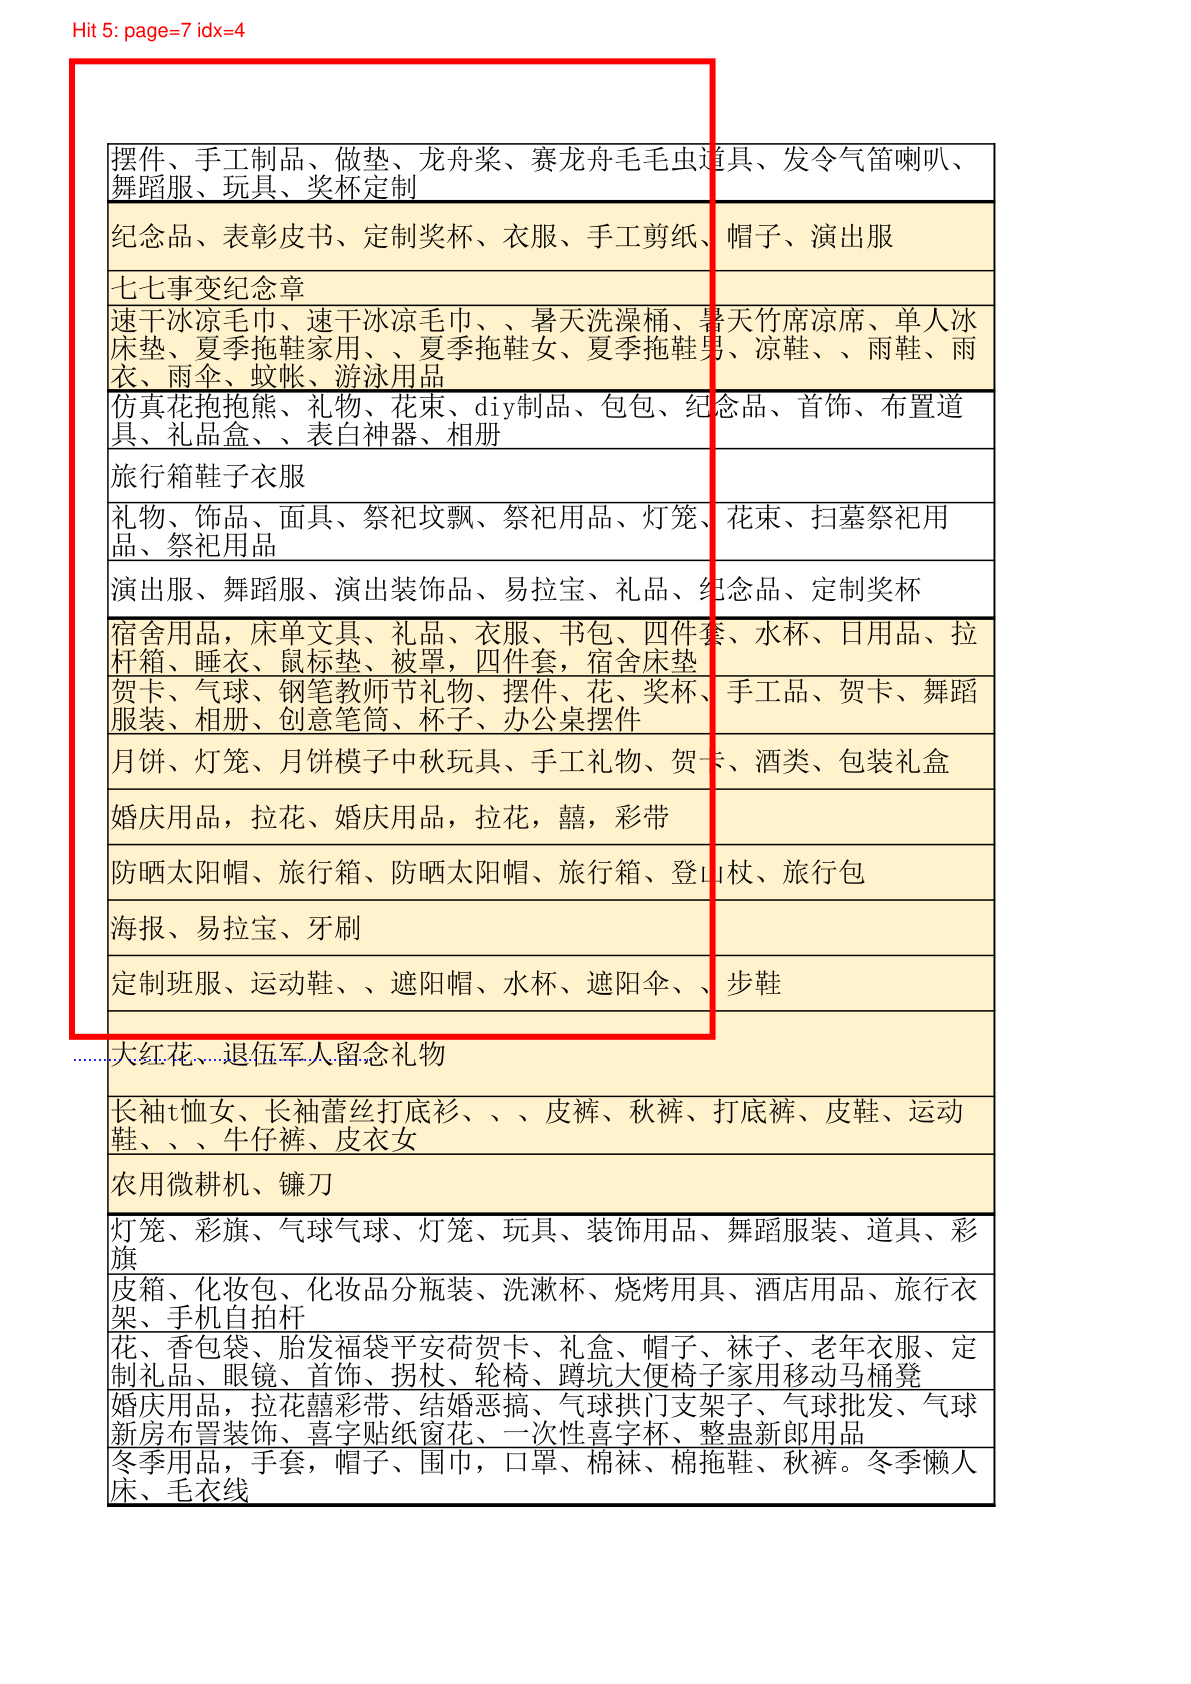 Hit 5: page=7 idx=4
摆件、手工制品、做垫、龙舟桨、赛龙舟毛毛虫道具、发令气笛喇叭、
舞蹈服、玩具、奖杯定制
纪念品、表彰皮书、定制奖杯、衣服、手工剪纸、帽子、演出服
七七事变纪念章
速干冰凉毛巾、速干冰凉毛巾、、暑天洗澡桶、暑天竹席凉席、单人冰
床垫、夏季拖鞋家用、、夏季拖鞋女、夏季拖鞋男、凉鞋、、雨鞋、雨
衣、雨伞、蚊帐、游泳用品
仿真花抱抱熊、礼物、花束、diy制品、包包、纪念品、首饰、布置道
具、礼品盒、、表白神器、相册
旅行箱鞋子衣服
礼物、饰品、面具、祭祀坟飘、祭祀用品、灯笼、花束、扫墓祭祀用
品、祭祀用品
演出服、舞蹈服、演出装饰品、易拉宝、礼品、纪念品、定制奖杯
宿舍用品，床单文具、礼品、衣服、书包、四件套、水杯、日用品、拉
杆箱、睡衣、鼠标垫、被罩，四件套，宿舍床垫
贺卡、气球、钢笔教师节礼物、摆件、花、奖杯、手工品、贺卡、舞蹈
服装、相册、创意笔筒、杯子、办公桌摆件
月饼、灯笼、月饼模子中秋玩具、手工礼物、贺卡、酒类、包装礼盒
婚庆用品，拉花、婚庆用品，拉花，囍，彩带
防晒太阳帽、旅行箱、防晒太阳帽、旅行箱、登山杖、旅行包
海报、易拉宝、牙刷
定制班服、运动鞋、、遮阳帽、水杯、遮阳伞、、步鞋
大红花、退伍军人留念礼物
长袖t恤女、长袖蕾丝打底衫、、、皮裤、秋裤、打底裤、皮鞋、运动
鞋、、、牛仔裤、皮衣女
农用微耕机、镰刀
灯笼、彩旗、气球气球、灯笼、玩具、装饰用品、舞蹈服装、道具、彩
旗
皮箱、化妆包、化妆品分瓶装、洗漱杯、烧烤用具、酒店用品、旅行衣
架、手机自拍杆
花、香包袋、胎发福袋平安荷贺卡、礼盒、帽子、袜子、老年衣服、定
制礼品、眼镜、首饰、拐杖、轮椅、蹲坑大便椅子家用移动马桶凳
婚庆用品，拉花囍彩带、结婚恶搞、气球拱门支架子、气球批发、气球
新房布罟装饰、喜字贴纸窗花、一次性喜字杯、整蛊新郎用品
冬季用品，手套，帽子、围巾，口罩、棉袜、棉拖鞋、秋裤。冬季懒人
床、毛衣线